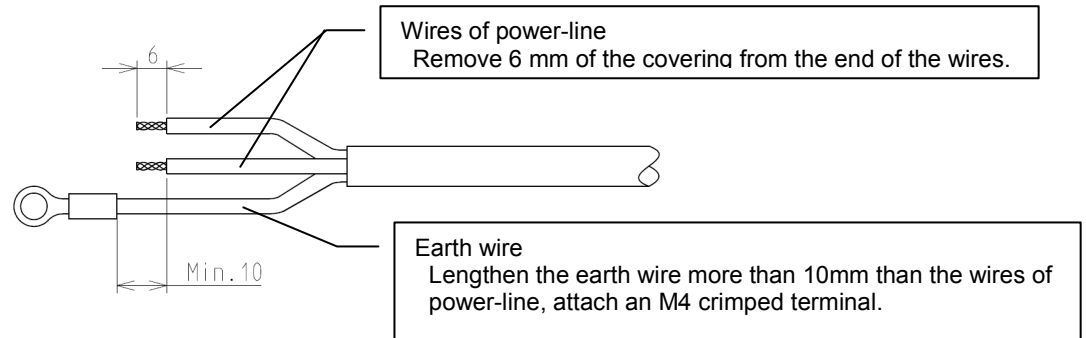 Wires of power-line
Remove 6 mm of the covering from the end of the wires.
6
Earth wire
Lengthen the earth wire more than 10mm than the wires of
power-line, attach an M4 crimped terminal.
Min.10